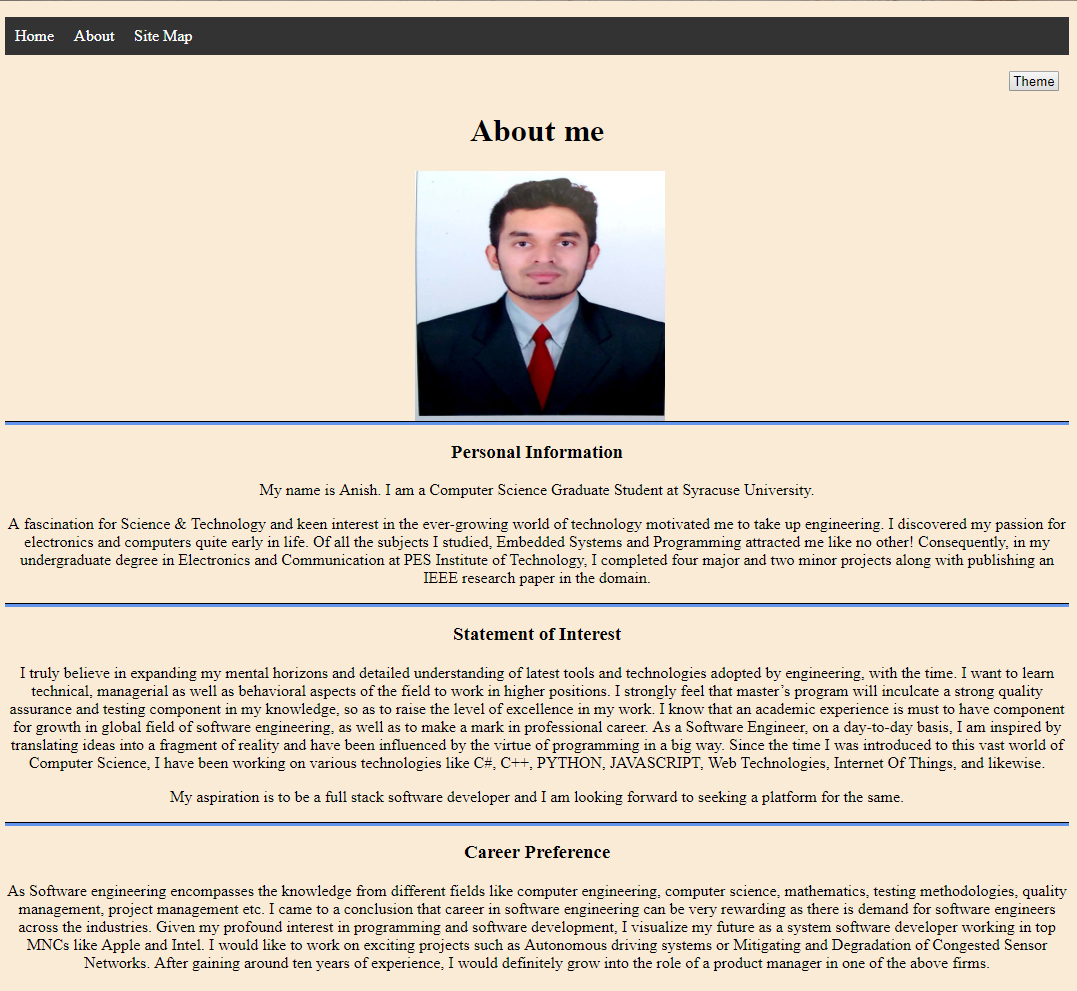 Home About Site Map
Theme
About me
Personal Information
My name is Anish. I am a Computer Science Graduate Student at Syracuse University.
A fascination for Science & Technology and keen interest in the ever-growing world of technology motivated me to take up engineering. I discovered my passion for
electronics and computers quite early in life. Of all the subjects I studied, Embedded Systems and Programming attracted me like no other! Consequently, in my
undergraduate degree in Electronics and Communication at PES Institute of Technology, I completed four major and two minor projects along with publishing an
IEEE research paper in the domain.
Statement of Interest
I truly believe in expanding my mental horizons and detailed understanding of latest tools and technologies adopted by engineering, with the time. I want to learn
technical, managerial as well as behavioral aspects of the field to work in higher positions. I strongly feel that master’s program will inculcate a strong quality
assurance and testing component in my knowledge, so as to raise the level of excellence in my work. I know that an academic experience is must to have component
for growth in global field of software engineering, as well as to make a mark in professional career. As a Software Engineer, on a day-to-day basis, I am inspired by
translating ideas into a fragment of reality and have been influenced by the virtue of programming in a big way. Since the time I was introduced to this vast world of
Computer Science, I have been working on various technologies like C#, C++, PYTHON, JAVASCRIPT, Web Technologies, Internet Of Things, and likewise.
My aspiration is to be a full stack software developer and I am looking forward to seeking a platform for the same.
Career Preference
As Software engineering encompasses the knowledge from different fields like computer engineering, computer science, mathematics, testing methodologies, quality
management, project management etc. I came to a conclusion that career in software engineering can be very rewarding as there is demand for software engineers
across the industries. Given my profound interest in programming and software development, I visualize my future as a system software developer working in top
MNCs like Apple and Intel. I would like to work on exciting projects such as Autonomous driving systems or Mitigating and Degradation of Congested Sensor
Networks. After gaining around ten years of experience, I would definitely grow into the role of a product manager in one of the above firms.